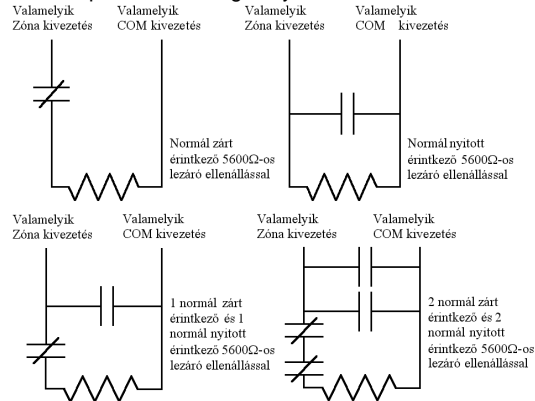 Valamelyik
Zóna kivezetés
Valamelyik
COM kivezetés
Normál zárt
érintkező 5600Ω-os
lezáró ellenállással
Valamelyik
Zóna kivezetés
Valamelyik
COM kivezetés
Normál nyitott
érintkező 5600Ω-os
lezáró ellenállással
Valamelyik
Zóna kivezetés
Valamelyik
COM kivezetés
1 normál zárt
érintkező és 1
normál nyitott
érintkező 5600Ω-os
lezáró ellenállással
Valamelyik
Zóna kivezetés
Valamelyik
COM kivezetés
2 normál zárt
érintkező és 2
normál nyitott
érintkező 5600Ω-os
lezáró ellenállással